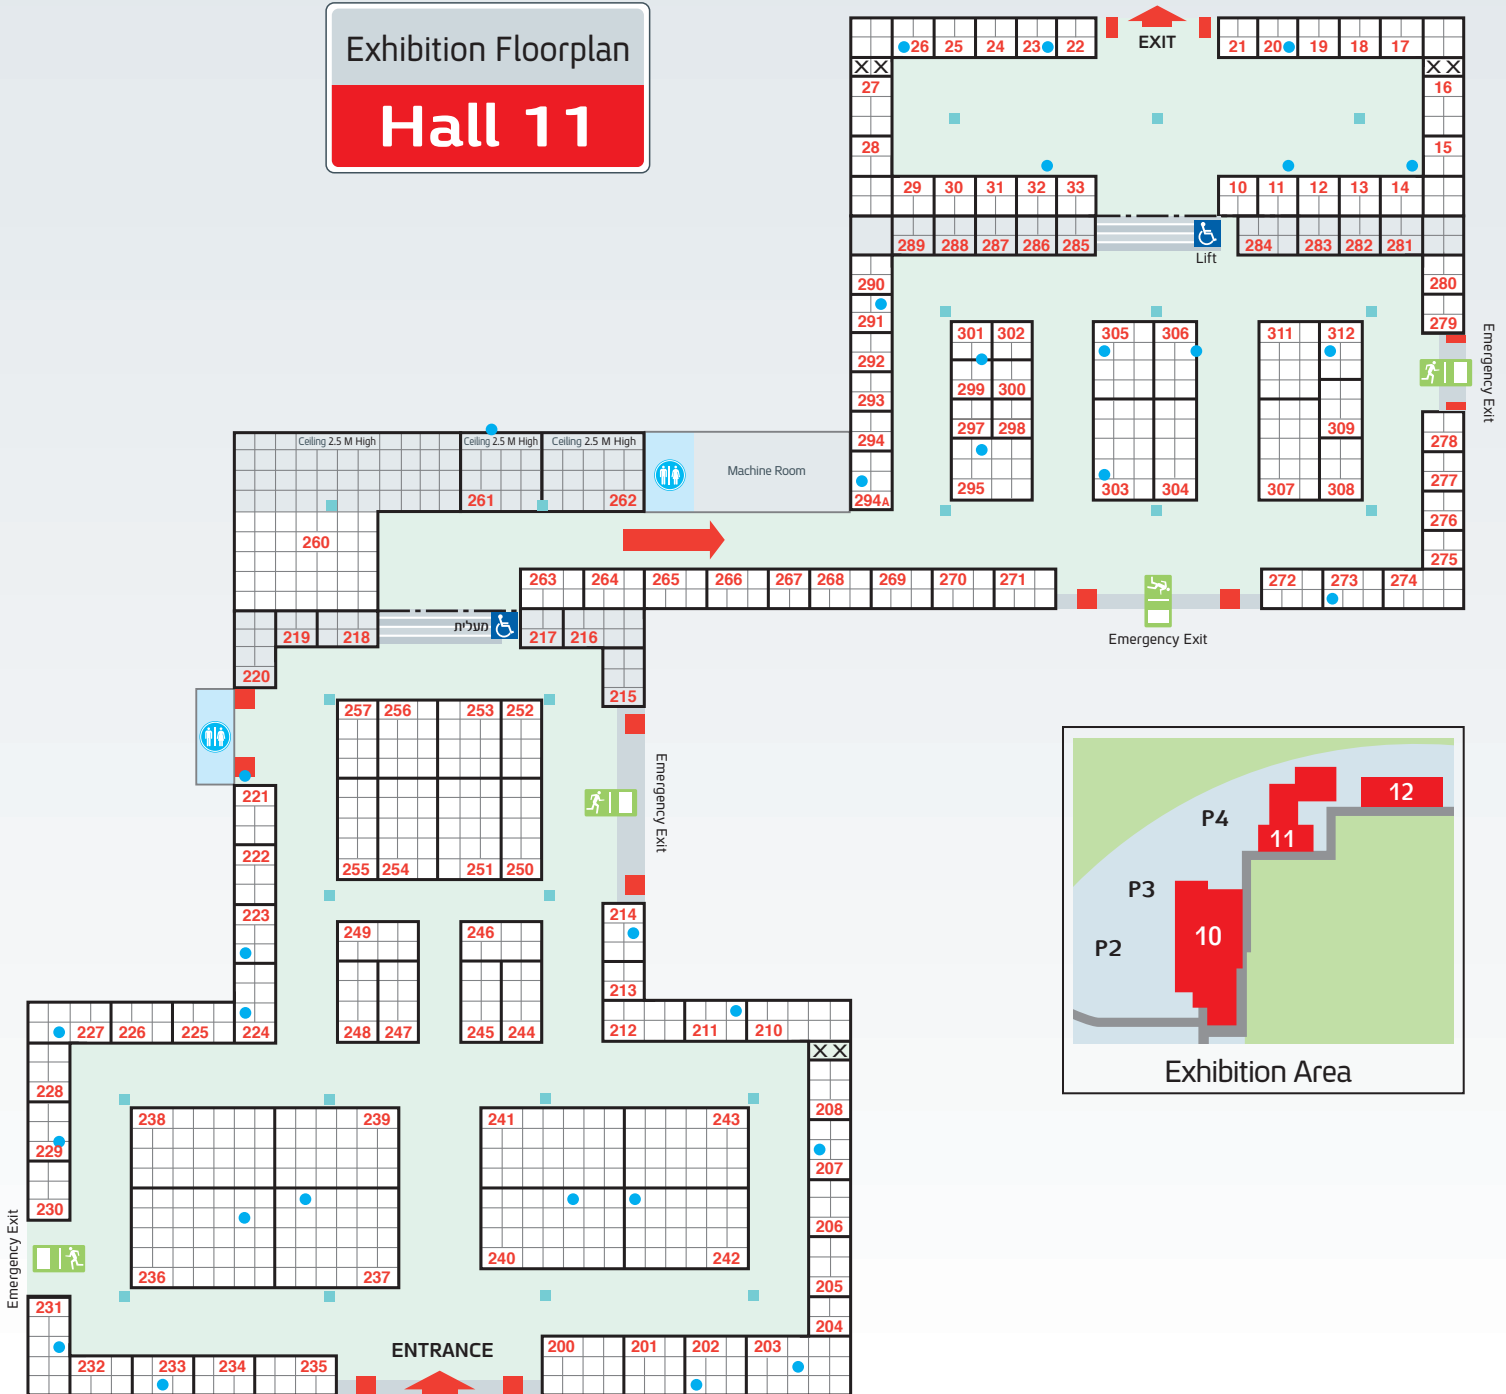 Exhibition Floorplan
Hall 11
26 25 24 23 22
EXIT
21 20 19 18 17
X X
X X
27
16
28
15
29 30 31 32 33
10 11 12 13 14
289 288 287 286 285
284 283 282 281
Lift
290
280
291
279
301 302
305 306
311 312
Emergency Exit
292
299 300
293
297 298
309
294
278
295
303 304
307 308
277
294A
276
275
Ceiling 2.5 M High
Ceiling 2.5 M High
Ceiling 2.5 M High
Machine Room
261
262
260
263 264 265 266 267 268 269 270 271
272 273 274
Emergency Exit
219 218
מעלית
217 216
220
215
257 256 253 252
Emergency Exit
221
222
255 254 251 250
223
214
249
246
213
248 247
245 244
227 226 225 224
212 211 210
X X
228
208
238 239
241 243
229
207
230
206
240 242
236 237
205
Emergency Exit
231
204
ENTRANCE
200 201 202 203
232 233 234 235
12
P4
11
P3
10
P2
Exhibition Area